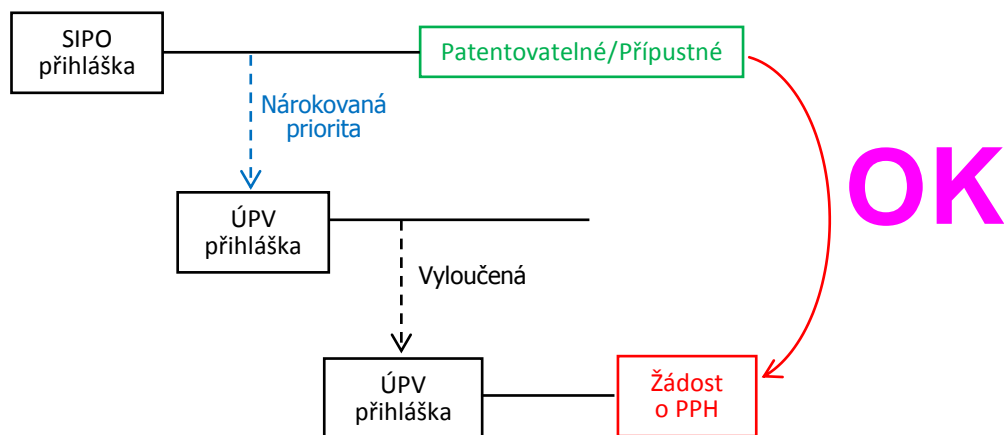 SIPO
přihláška
Patentovatelné/Přípustné
Nárokovaná
priorita
OK
ÚPV
přihláška
Vyloučená
ÚPV
přihláška
Žádost
o PPH